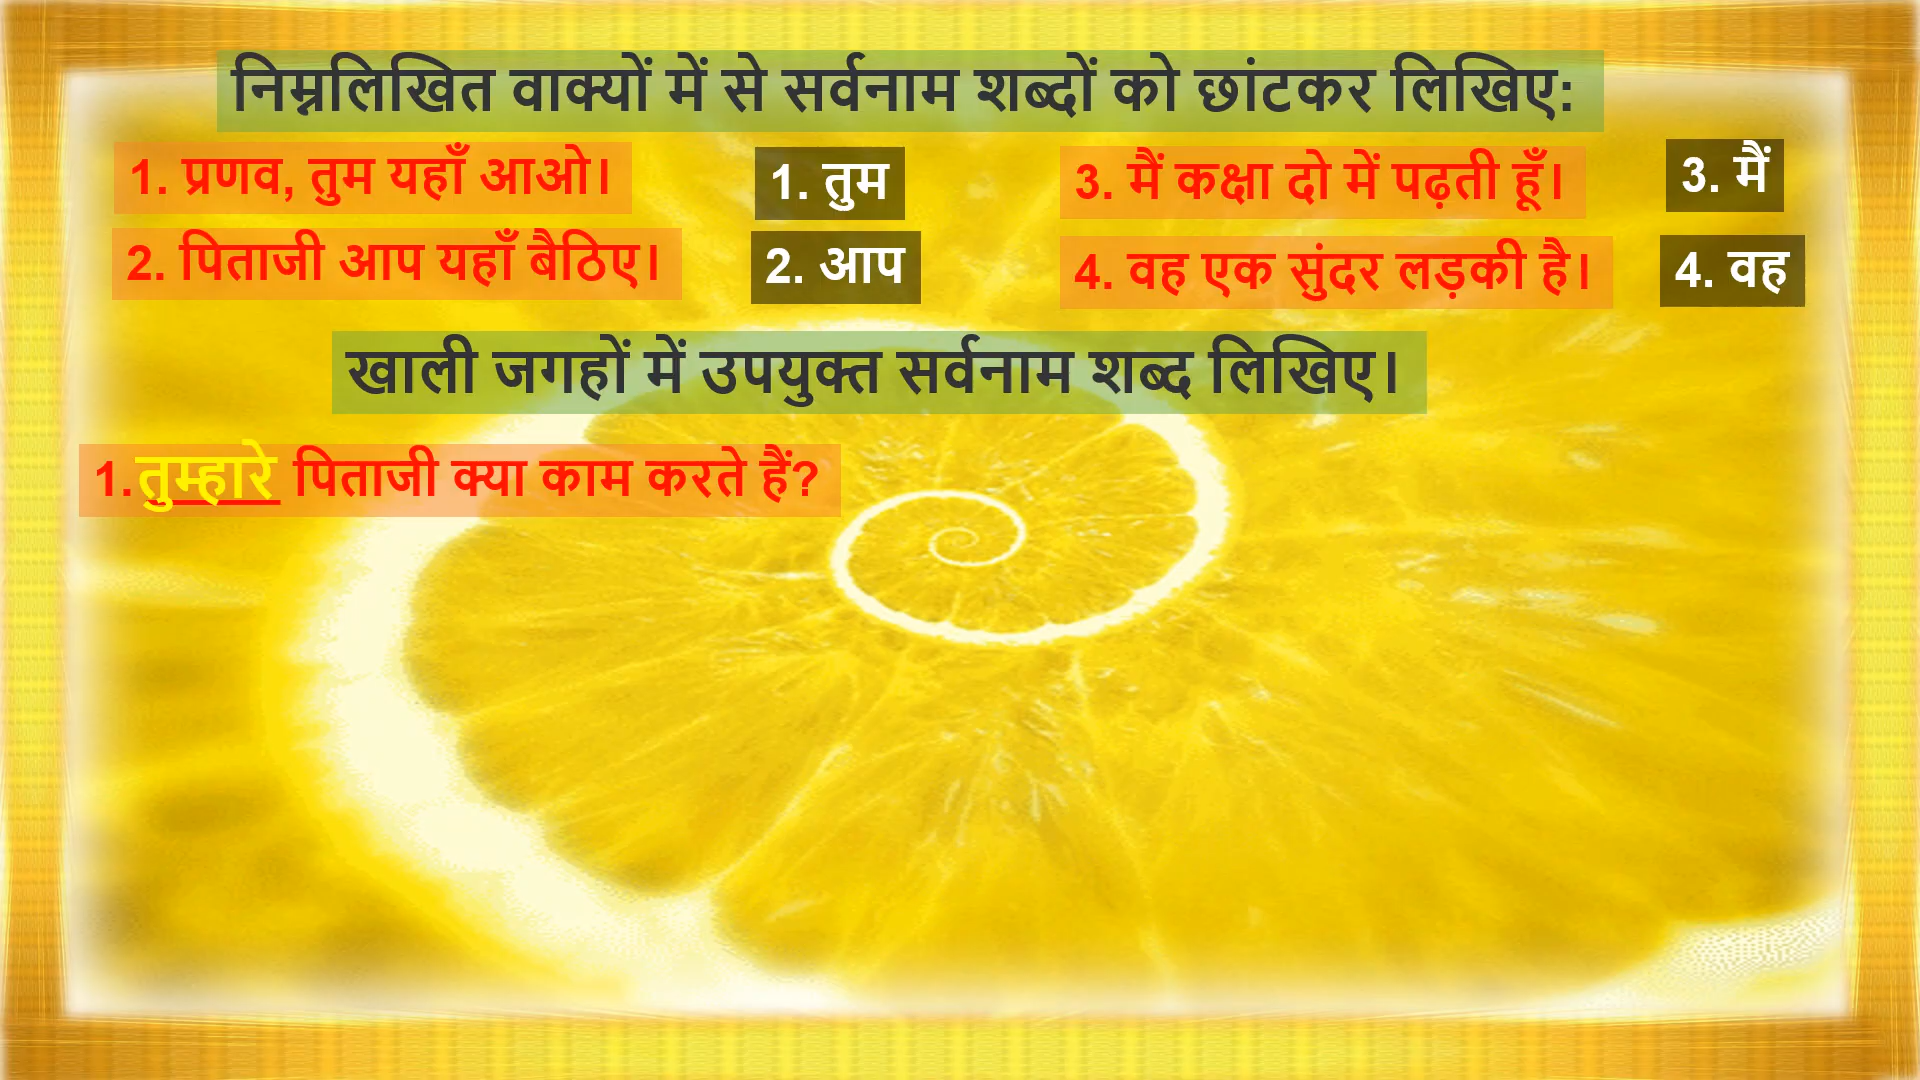 निम्नलिखित वाक्यों में से सर्वनाम शब्दों को छांटकर लिखिए:
1. प्रणव, तुम यहाँ आओ।
1. तुम
2. पिताजी आप यहाँ बैठिए।
2. आप
3. मैं कक्षा दो में पढ़ती हूँ।
3. मैं
4. वह एक सुंदर लड़की है।
4. वह
खाली जगहों में उपयुक्त सर्वनाम शब्द लिखिए।
1.तुम्हारे पिताजी क्या काम करते हैं?